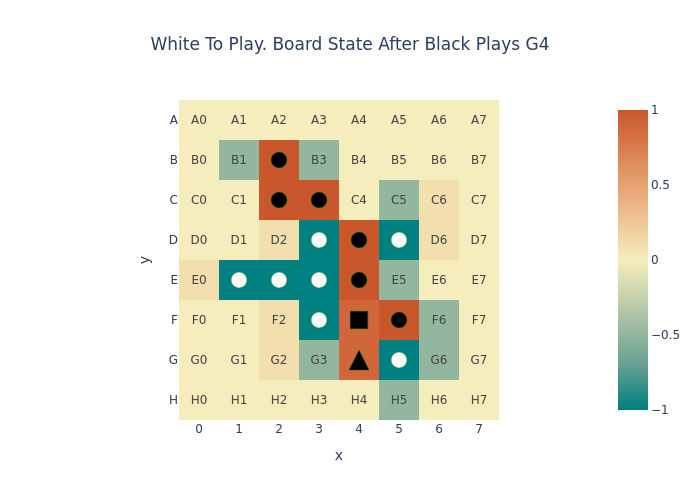 White To Play. Board State After Black Plays G4
A A0 A1 A2 A3 A4 A5 A6 A7
B B0 B1 B3 B4 B5 B6 B7
C C0 C1 C4 C5 C6 C7
D D0 D1 D2 D6 D7
E E0 E5 E6 E7
F F0 F1 F2 F6 F7
G G0 G1 G2 G3 G6 G7
H H0 H1 H2 H3 H4 H5 H6 H7
0 1 2 3 4 5 6 7
x
y
1
0.5
0
−0.5
−1